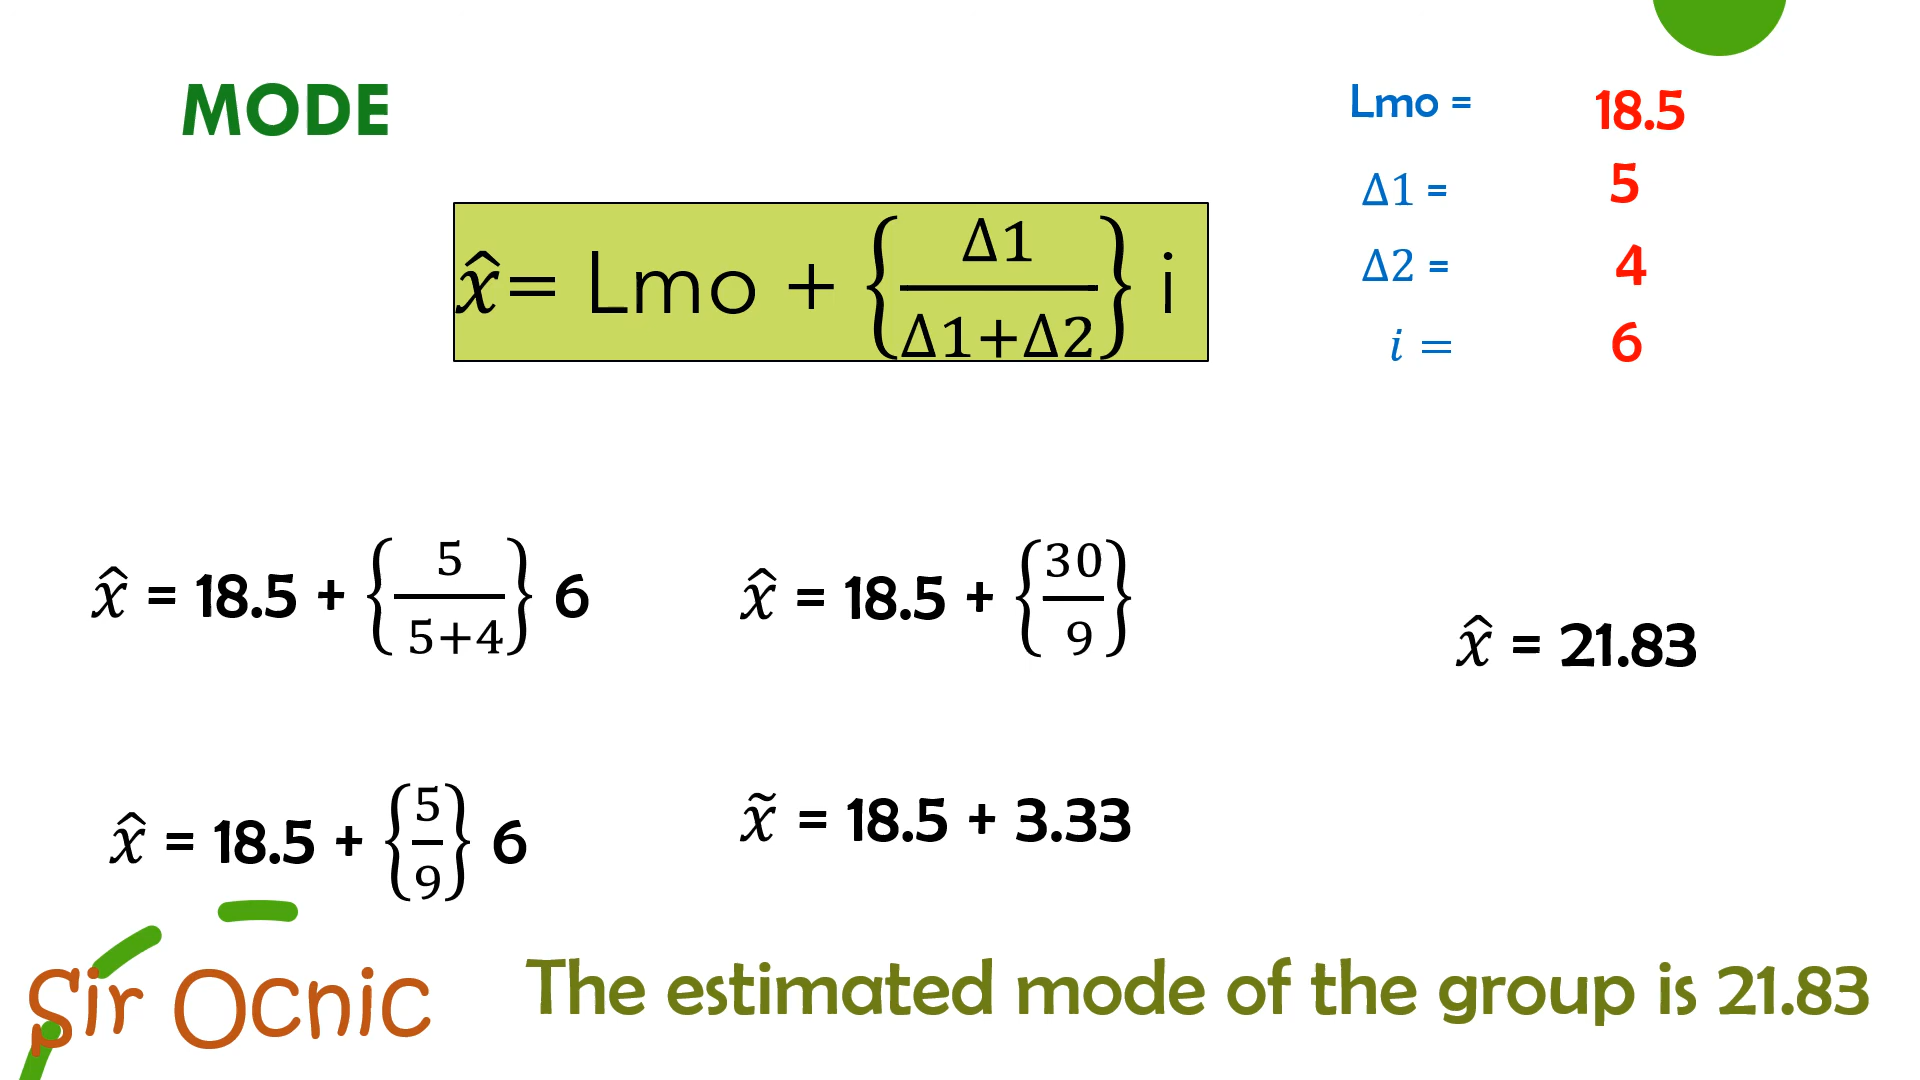 MODE
Lmo = 18.5
Δ1 = 5
Δ2 = 4
i = 6
x̂ = Lmo + {Δ1/(Δ1+Δ2)} i
x̂ = 18.5 + {5/(5+4)} 6
x̂ = 18.5 + {5/9} 6
x̂ = 18.5 + {30/9}
x̃ = 18.5 + 3.33
x̂ = 21.83
Sir Ocnic
The estimated mode of the group is 21.83